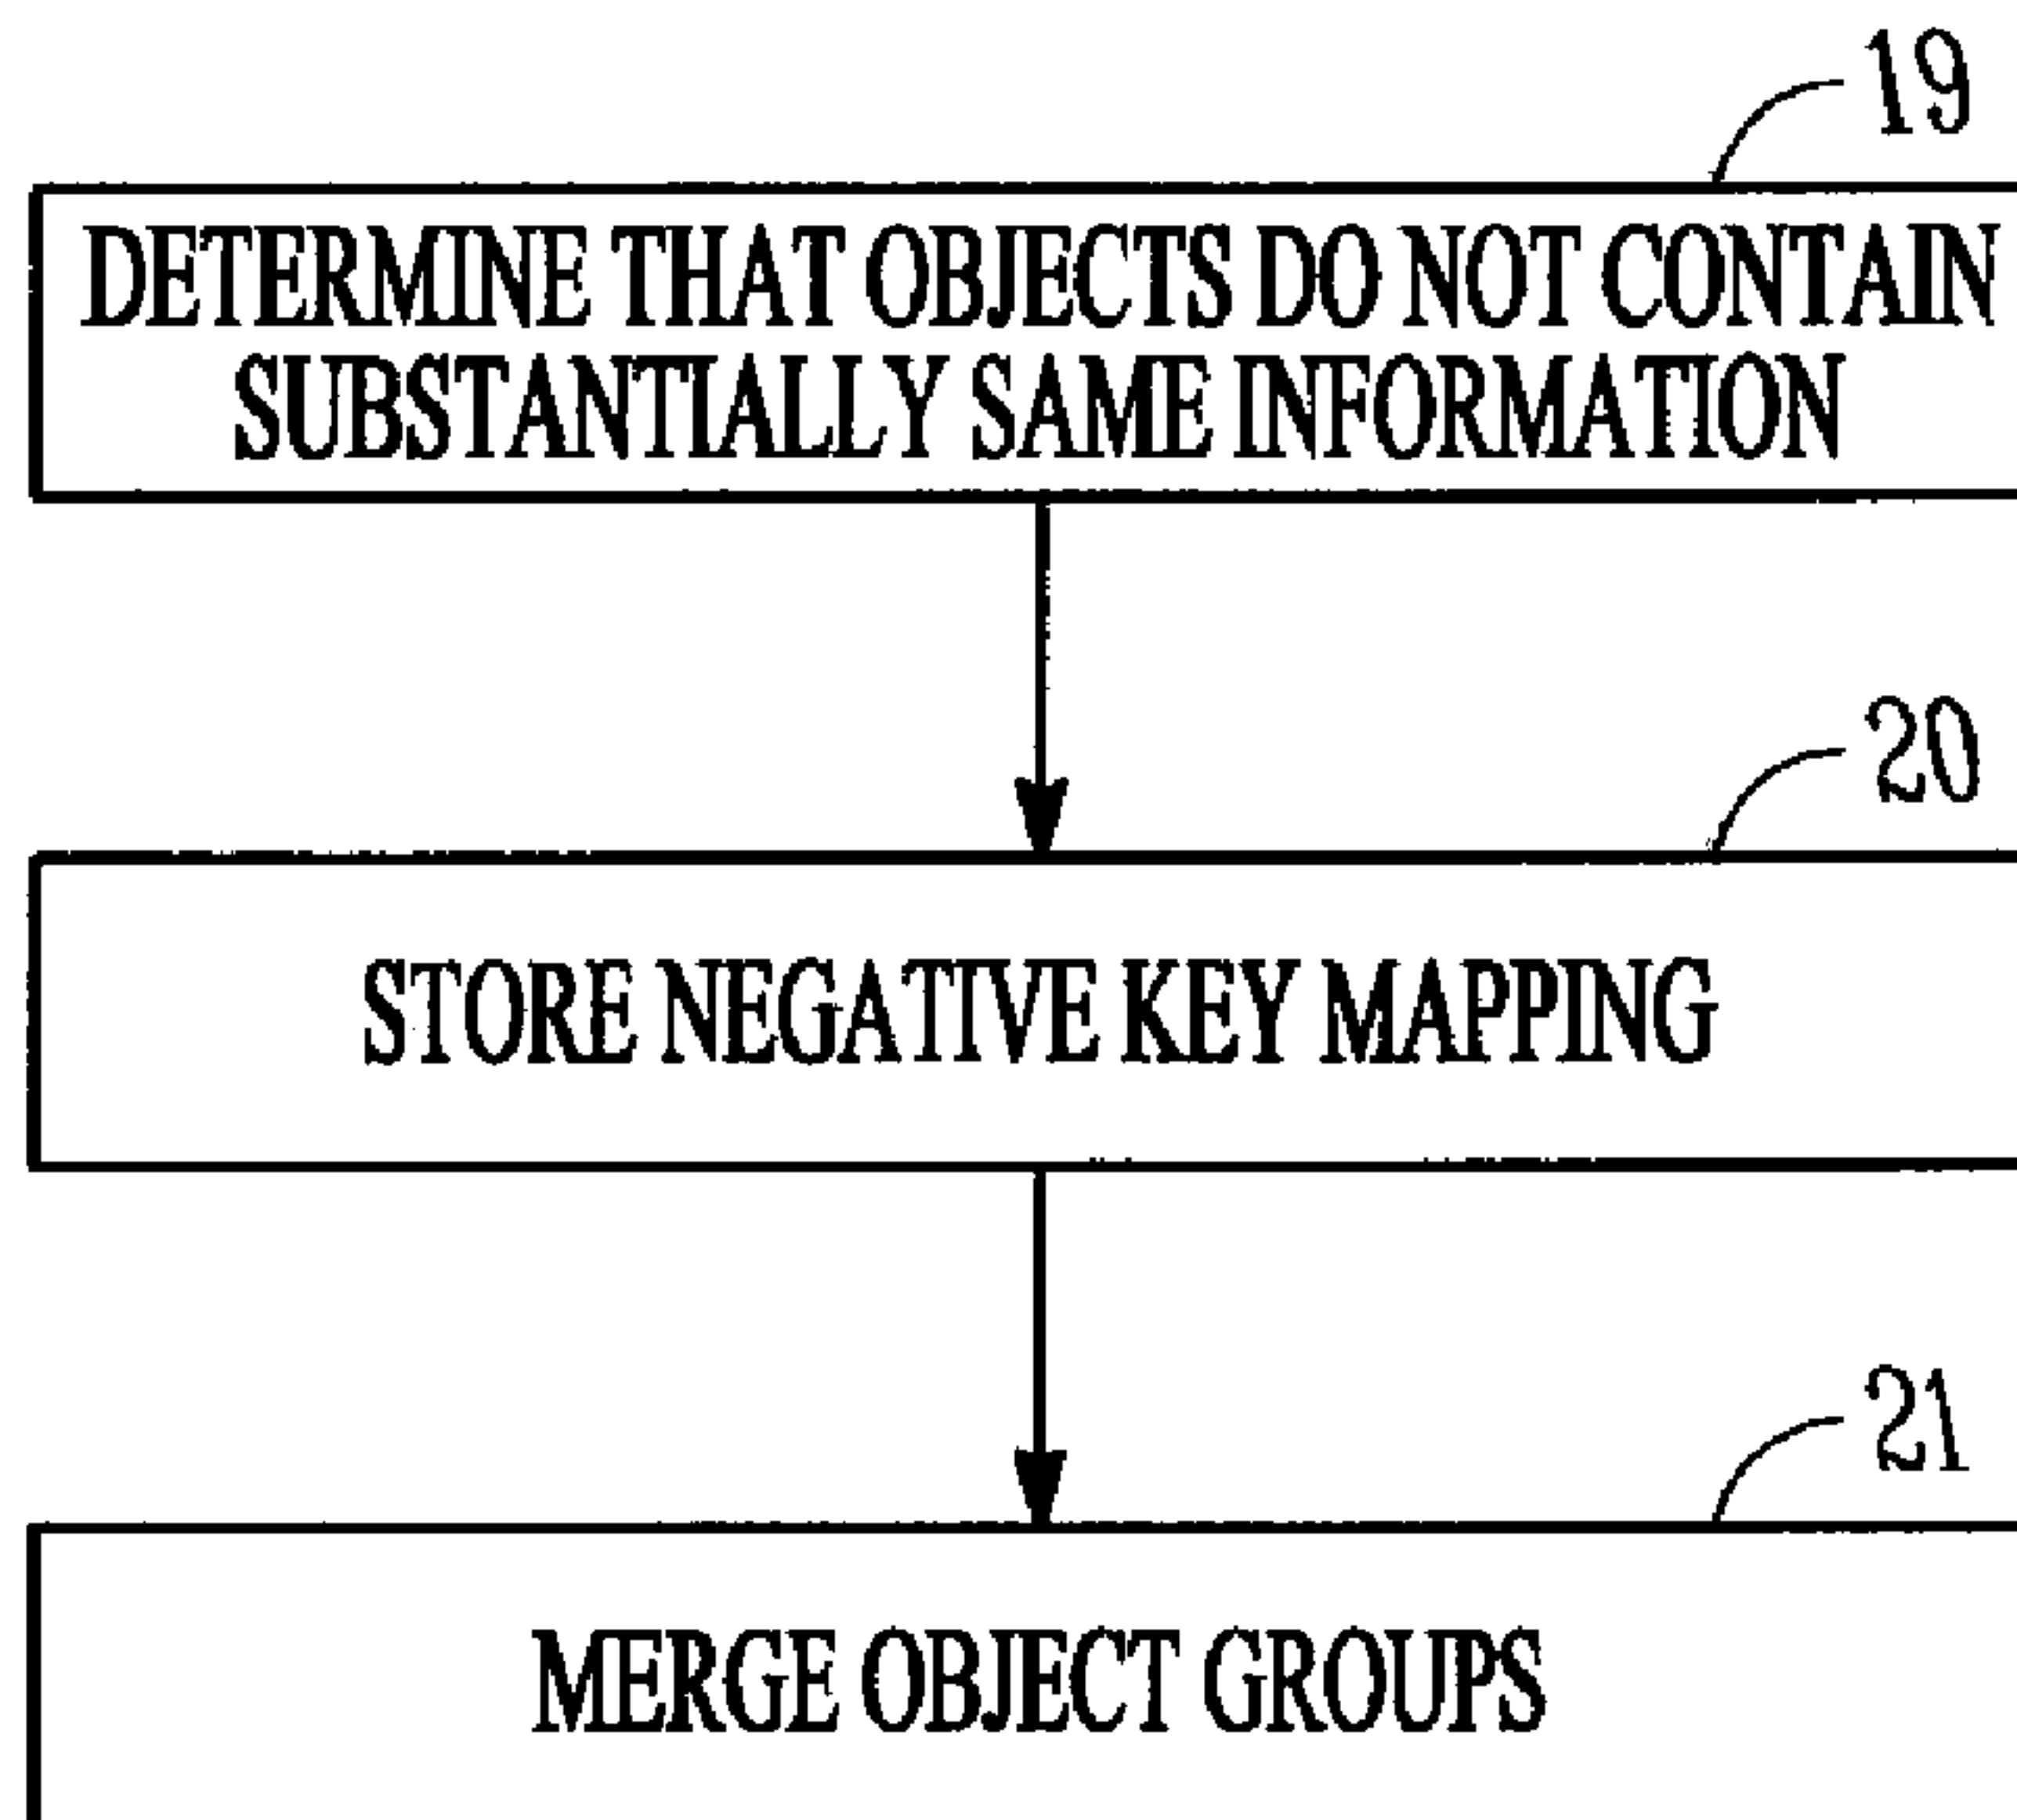 19
DETERMINE THAT OBJECTS DO NOT CONTAIN
SUBSTANTIALLY SAME INFORMATION
20
STORE NEGATIVE KEY MAPPING
21
MERGE OBJECT GROUPS